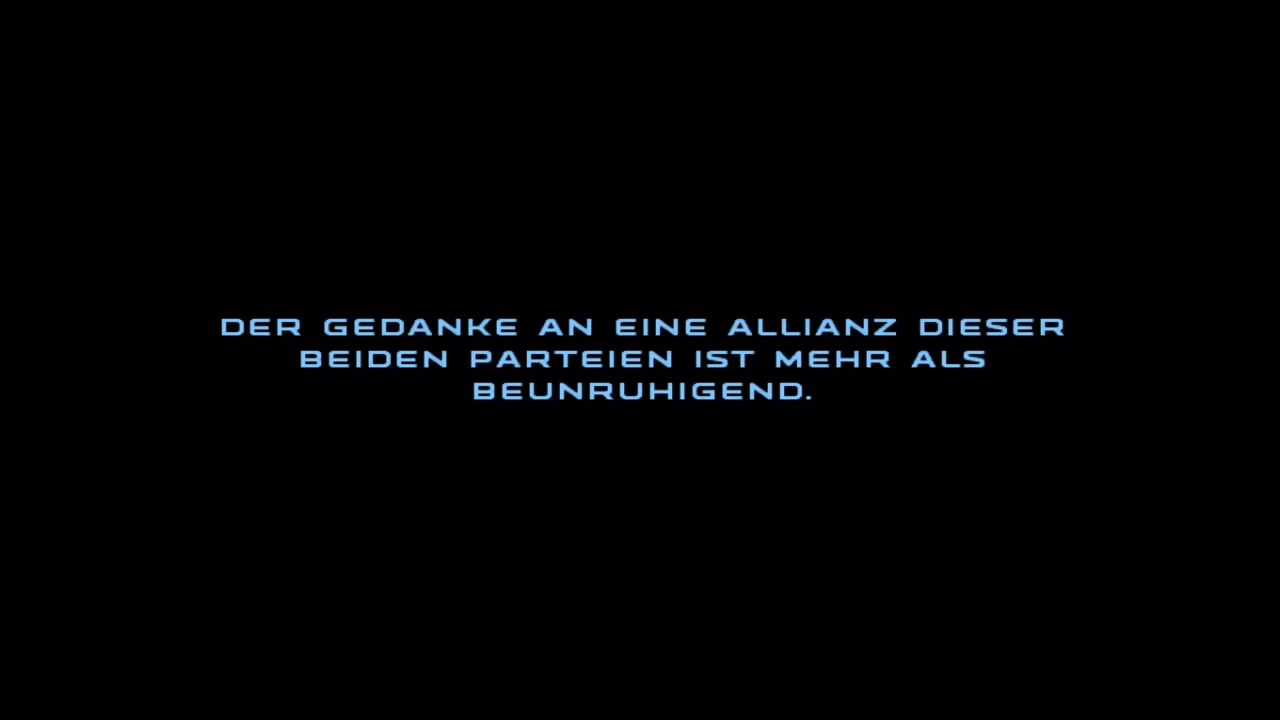 DER GEDANKE AN EINE ALLIANZ DIESER
BEIDEN PARTEIEN IST MEHR ALS
BEUNRUHIGEND.